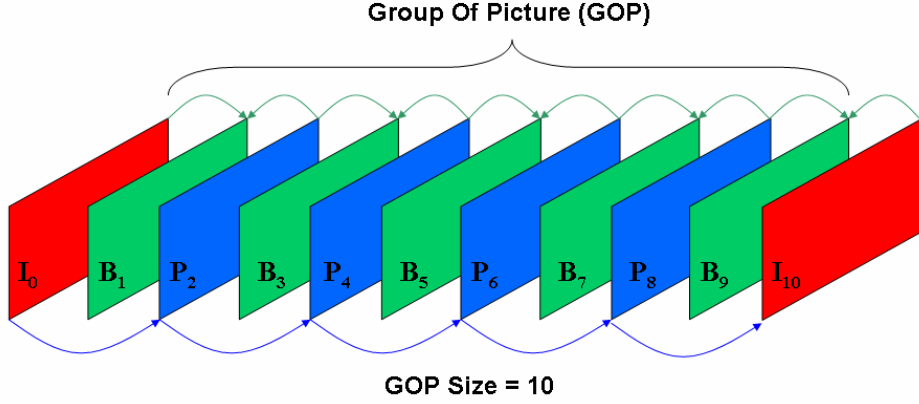 Group Of Picture (GOP)
I0 B1 P2 B3 P4 B5 P6 B7 P8 B9 I10
GOP Size = 10